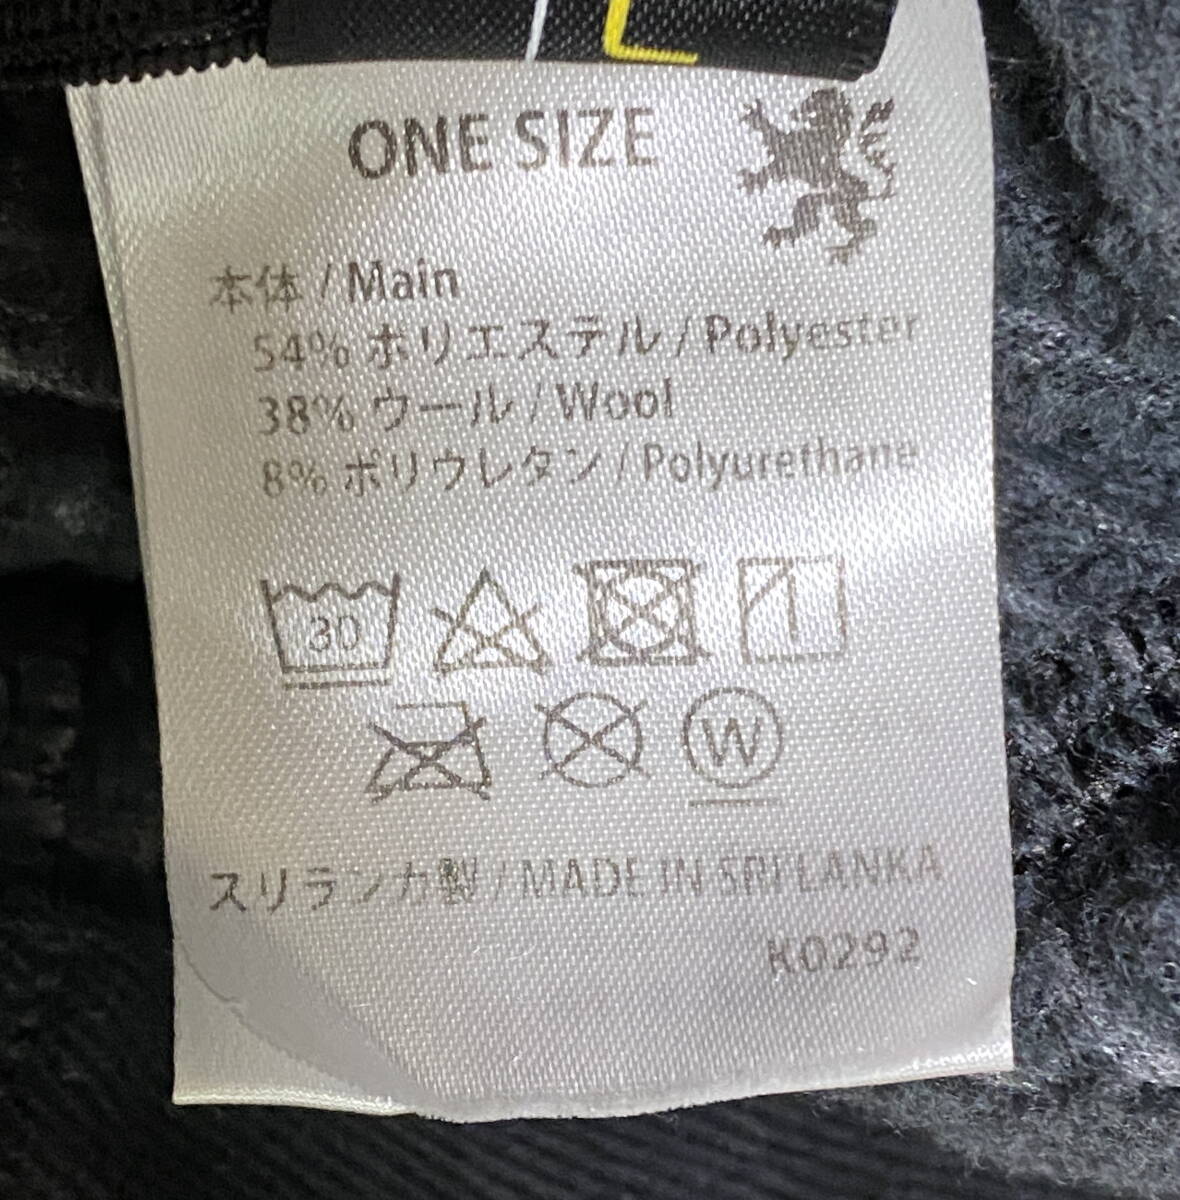 ONE SIZE
本体 / Main
54% ポリエステル / Polyester
38% ウール / Wool
8% ポリウレタン / Polyurethane
30
W
スリランカ製 / MADE IN SRI LANKA
K0292